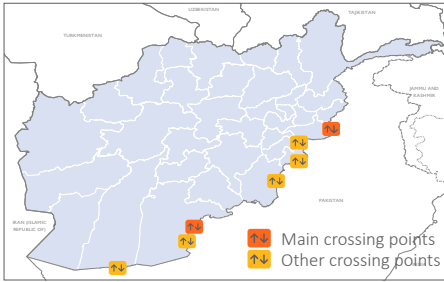 UZBEKISTAN
TAJIKISTAN
TURKMENISTAN
JAMMU AND
KASHMIR
PAKISTAN
IRAN (ISLAMIC
REPUBLIC OF)
Main crossing points
Other crossing points